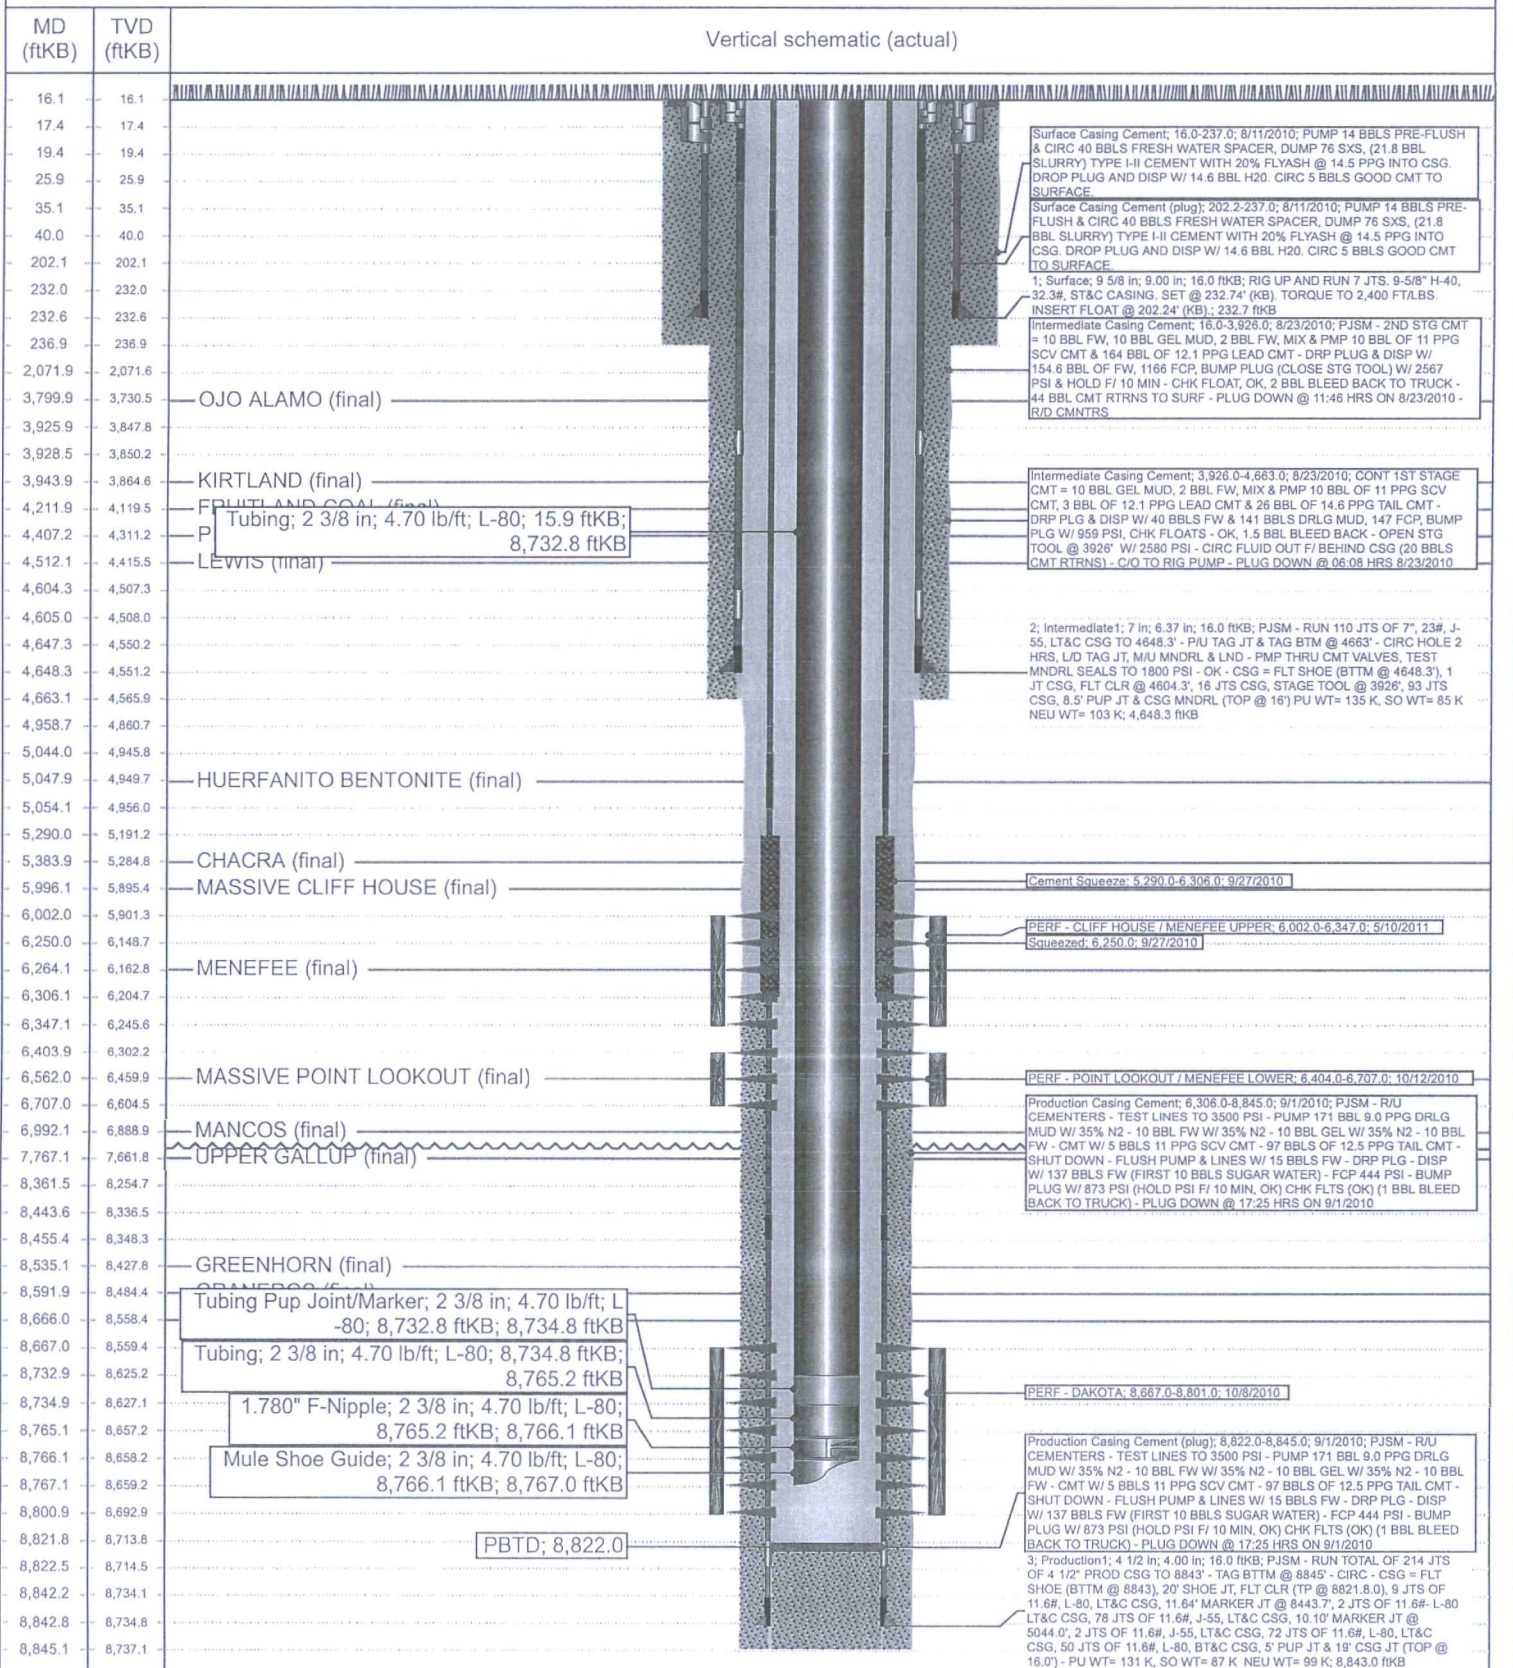 MD
(ftKB)
TVD
(ftKB)
Vertical schematic (actual)
16.1 16.1
17.4 17.4
19.4 19.4
25.9 25.9
35.1 35.1
40.0 40.0
202.1 202.1
232.0 232.0
232.6 232.6
236.9 236.9
2,071.9 2,071.6
3,799.9 3,730.5
3,925.9 3,847.8
3,928.5 3,850.2
3,943.9 3,864.6
4,211.9 4,119.5
4,407.2 4,311.2
4,512.1 4,415.5
4,604.3 4,507.3
4,605.0 4,508.0
4,647.3 4,550.2
4,648.3 4,551.2
4,663.1 4,565.9
4,958.7 4,860.7
5,044.0 4,945.8
5,047.9 4,949.7
5,054.1 4,956.0
5,290.0 5,191.2
5,383.9 5,284.8
5,996.1 5,895.4
6,002.0 5,901.3
6,250.0 6,148.7
6,264.1 6,162.8
6,306.1 6,204.7
6,347.1 6,245.6
6,403.9 6,302.2
6,562.0 6,459.9
6,707.0 6,604.5
6,992.1 6,888.9
7,767.1 7,661.8
8,361.5 8,254.7
8,443.6 8,336.5
8,455.4 8,348.3
8,535.1 8,427.8
8,591.9 8,484.4
8,666.0 8,558.4
8,667.0 8,559.4
8,732.9 8,625.2
8,734.9 8,627.1
8,765.1 8,657.2
8,766.1 8,658.2
8,767.1 8,659.2
8,800.9 8,692.9
8,821.8 8,713.8
8,822.5 8,714.5
8,842.2 8,734.1
8,842.8 8,734.8
8,845.1 8,737.1
OJO ALAMO (final)
KIRTLAND (final)
FRUITLAND COAL (final)
Tubing; 2 3/8 in; 4.70 lb/ft; L-80; 15.9 ftKB;
8,732.8 ftKB
P
LEWIS (final)
HUERFANITO BENTONITE (final)
CHACRA (final)
MASSIVE CLIFF HOUSE (final)
MENEFEE (final)
MASSIVE POINT LOOKOUT (final)
MANCOS (final)
UPPER GALLUP (final)
GREENHORN (final)
GRANEROS (final)
Tubing Pup Joint/Marker; 2 3/8 in; 4.70 lb/ft; L
-80; 8,732.8 ftKB; 8,734.8 ftKB
Tubing; 2 3/8 in; 4.70 lb/ft; L-80; 8,734.8 ftKB;
8,765.2 ftKB
1.780" F-Nipple; 2 3/8 in; 4.70 lb/ft; L-80;
8,765.2 ftKB; 8,766.1 ftKB
Mule Shoe Guide; 2 3/8 in; 4.70 lb/ft; L-80;
8,766.1 ftKB; 8,767.0 ftKB
PBTD; 8,822.0
Surface Casing Cement; 16.0-237.0; 8/11/2010; PUMP 14 BBLS PRE-FLUSH
& CIRC 40 BBLS FRESH WATER SPACER, DUMP 76 SXS, (21.8 BBL
SLURRY) TYPE I-II CEMENT WITH 20% FLYASH @ 14.5 PPG INTO CSG.
DROP PLUG AND DISP W/ 14.6 BBL H20. CIRC 5 BBLS GOOD CMT TO
SURFACE.
Surface Casing Cement (plug); 202.2-237.0; 8/11/2010; PUMP 14 BBLS PRE-
FLUSH & CIRC 40 BBLS FRESH WATER SPACER, DUMP 76 SXS, (21.8
BBL SLURRY) TYPE I-II CEMENT WITH 20% FLYASH @ 14.5 PPG INTO
CSG. DROP PLUG AND DISP W/ 14.6 BBL H20. CIRC 5 BBLS GOOD CMT
TO SURFACE.
1; Surface; 9 5/8 in; 9.00 in; 16.0 ftKB; RIG UP AND RUN 7 JTS. 9-5/8" H-40,
32.3#, ST&C CASING. SET @ 232.74' (KB). TORQUE TO 2,400 FT/LBS.
INSERT FLOAT @ 202.24' (KB).; 232.7 ftKB
Intermediate Casing Cement; 16.0-3,926.0; 8/23/2010; PJSM - 2ND STG CMT
= 10 BBL FW, 10 BBL GEL MUD, 2 BBL FW, MIX & PMP 10 BBL OF 11 PPG
SCV CMT & 164 BBL OF 12.1 PPG LEAD CMT - DRP PLUG & DISP W/
154.6 BBL OF FW, 1166 FCP, BUMP PLUG (CLOSE STG TOOL) W/ 2567
PSI & HOLD F/ 10 MIN - CHK FLOAT, OK, 2 BBL BLEED BACK TO TRUCK -
44 BBL CMT RTRNS TO SURF - PLUG DOWN @ 11:46 HRS ON 8/23/2010 -
R/D CMNTRS
Intermediate Casing Cement; 3,926.0-4,663.0; 8/23/2010; CONT 1ST STAGE
CMT = 10 BBL GEL MUD, 2 BBL FW, MIX & PMP 10 BBL OF 11 PPG SCV
CMT, 3 BBL OF 12.1 PPG LEAD CMT & 26 BBL OF 14.6 PPG TAIL CMT -
DRP PLG & DISP W/ 40 BBLS FW & 141 BBLS DRLG MUD, 147 FCP, BUMP
PLG W/ 959 PSI, CHK FLOATS - OK, 1.5 BBL BLEED BACK - OPEN STG
TOOL @ 3926' W/ 2580 PSI - CIRC FLUID OUT F/ BEHIND CSG (20 BBLS
CMT RTRNS) - C/O TO RIG PUMP - PLUG DOWN @ 06:08 HRS 8/23/2010
2; Intermediate1; 7 in; 6.37 in; 16.0 ftKB; PJSM - RUN 110 JTS OF 7", 23#, J-
55, LT&C CSG TO 4648.3' - P/U TAG JT & TAG BTM @ 4663' - CIRC HOLE 2
HRS, L/D TAG JT, M/U MNDRL & LND - PMP THRU CMT VALVES, TEST
MNDRL SEALS TO 1800 PSI - OK - CSG = FLT SHOE (BTTM @ 4648.3'), 1
JT CSG, FLT CLR @ 4604.3', 16 JTS CSG, STAGE TOOL @ 3926', 93 JTS
CSG, 8.5' PUP JT & CSG MNDRL (TOP @ 16') PU WT= 135 K, SO WT= 85 K
NEU WT= 103 K; 4,648.3 ftKB
Cement Squeeze; 5,290.0-6,306.0; 9/27/2010
PERF - CLIFF HOUSE / MENEFEE UPPER; 6,002.0-6,347.0; 5/10/2011
Squeezed; 6,250.0; 9/27/2010
PERF - POINT LOOKOUT / MENEFEE LOWER; 6,404.0-6,707.0; 10/12/2010
Production Casing Cement; 6,306.0-8,845.0; 9/1/2010; PJSM - R/U
CEMENTERS - TEST LINES TO 3500 PSI - PUMP 171 BBL 9.0 PPG DRLG
MUD W/ 35% N2 - 10 BBL FW W/ 35% N2 - 10 BBL GEL W/ 35% N2 - 10 BBL
FW - CMT W/ 5 BBLS 11 PPG SCV CMT - 97 BBLS OF 12.5 PPG TAIL CMT -
SHUT DOWN - FLUSH PUMP & LINES W/ 15 BBLS FW - DRP PLG - DISP
W/ 137 BBLS FW (FIRST 10 BBLS SUGAR WATER) - FCP 444 PSI - BUMP
PLUG W/ 873 PSI (HOLD PSI F/ 10 MIN, OK) CHK FLTS (OK) (1 BBL BLEED
BACK TO TRUCK) - PLUG DOWN @ 17:25 HRS ON 9/1/2010
PERF - DAKOTA; 8,667.0-8,801.0; 10/8/2010
Production Casing Cement (plug); 8,822.0-8,845.0; 9/1/2010; PJSM - R/U
CEMENTERS - TEST LINES TO 3500 PSI - PUMP 171 BBL 9.0 PPG DRLG
MUD W/ 35% N2 - 10 BBL FW W/ 35% N2 - 10 BBL GEL W/ 35% N2 - 10 BBL
FW - CMT W/ 5 BBLS 11 PPG SCV CMT - 97 BBLS OF 12.5 PPG TAIL CMT -
SHUT DOWN - FLUSH PUMP & LINES W/ 15 BBLS FW - DRP PLG - DISP
W/ 137 BBLS FW (FIRST 10 BBLS SUGAR WATER) - FCP 444 PSI - BUMP
PLUG W/ 873 PSI (HOLD PSI F/ 10 MIN, OK) CHK FLTS (OK) (1 BBL BLEED
BACK TO TRUCK) - PLUG DOWN @ 17:25 HRS ON 9/1/2010
3; Production1; 4 1/2 in; 4.00 in; 16.0 ftKB; PJSM - RUN TOTAL OF 214 JTS
OF 4 1/2" PROD CSG TO 8843' - TAG BTTM @ 8845' - CIRC - CSG = FLT
SHOE (BTTM @ 8843), 20' SHOE JT, FLT CLR (TP @ 8821.8.0), 9 JTS OF
11.6#, L-80, LT&C CSG, 11.64' MARKER JT @ 8443.7', 2 JTS OF 11.6#- L-80
LT&C CSG, 78 JTS OF 11.6#, J-55, LT&C CSG, 10.10' MARKER JT @
5044.0', 2 JTS OF 11.6#, J-55, LT&C CSG, 72 JTS OF 11.6#, L-80, LT&C
CSG, 50 JTS OF 11.6#, L-80, BT&C CSG, 5' PUP JT & 19' CSG JT (TOP @
16.0') - PU WT= 131 K, SO WT= 87 K NEU WT= 99 K; 8,843.0 ftKB